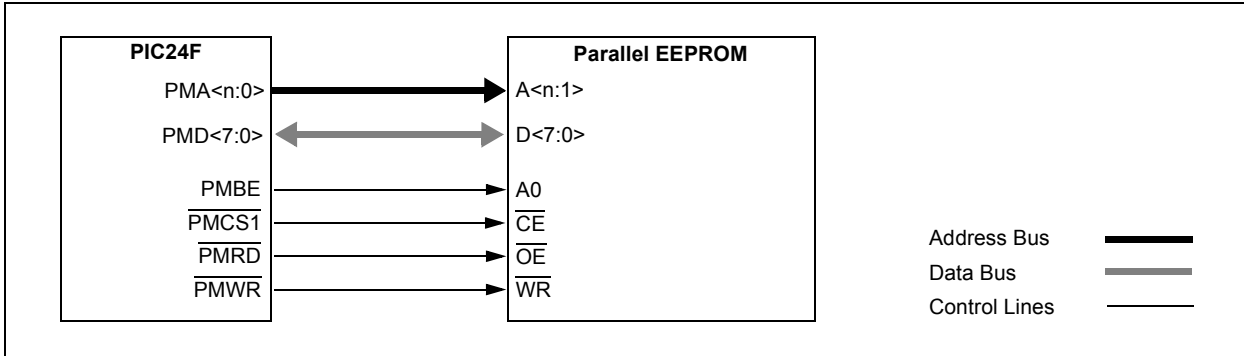 PIC24F
Parallel EEPROM
PMA<n:0>
A<n:1>
PMD<7:0>
D<7:0>
PMBE
A0
PMCS1
CE
PMRD
OE
PMWR
WR
Address Bus
Data Bus
Control Lines